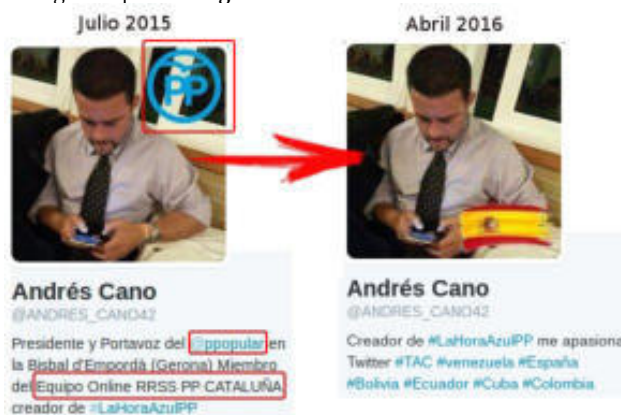 Julio 2015
PP
Andrés Cano
@ANDRES_CANO42
Presidente y Portavoz del @ppopular en
la Bisbal d'Empordà (Gerona) Miembro
del Equipo Online RRSS PP CATALUÑA,
creador de #LaHoraAzulPP
Abril 2016
Andrés Cano
@ANDRES_CANO42
Creador de #LaHoraAzulPP me apasiona
Twitter #TAC #venezuela #España
#Bolivia #Ecuador #Cuba #Colombia